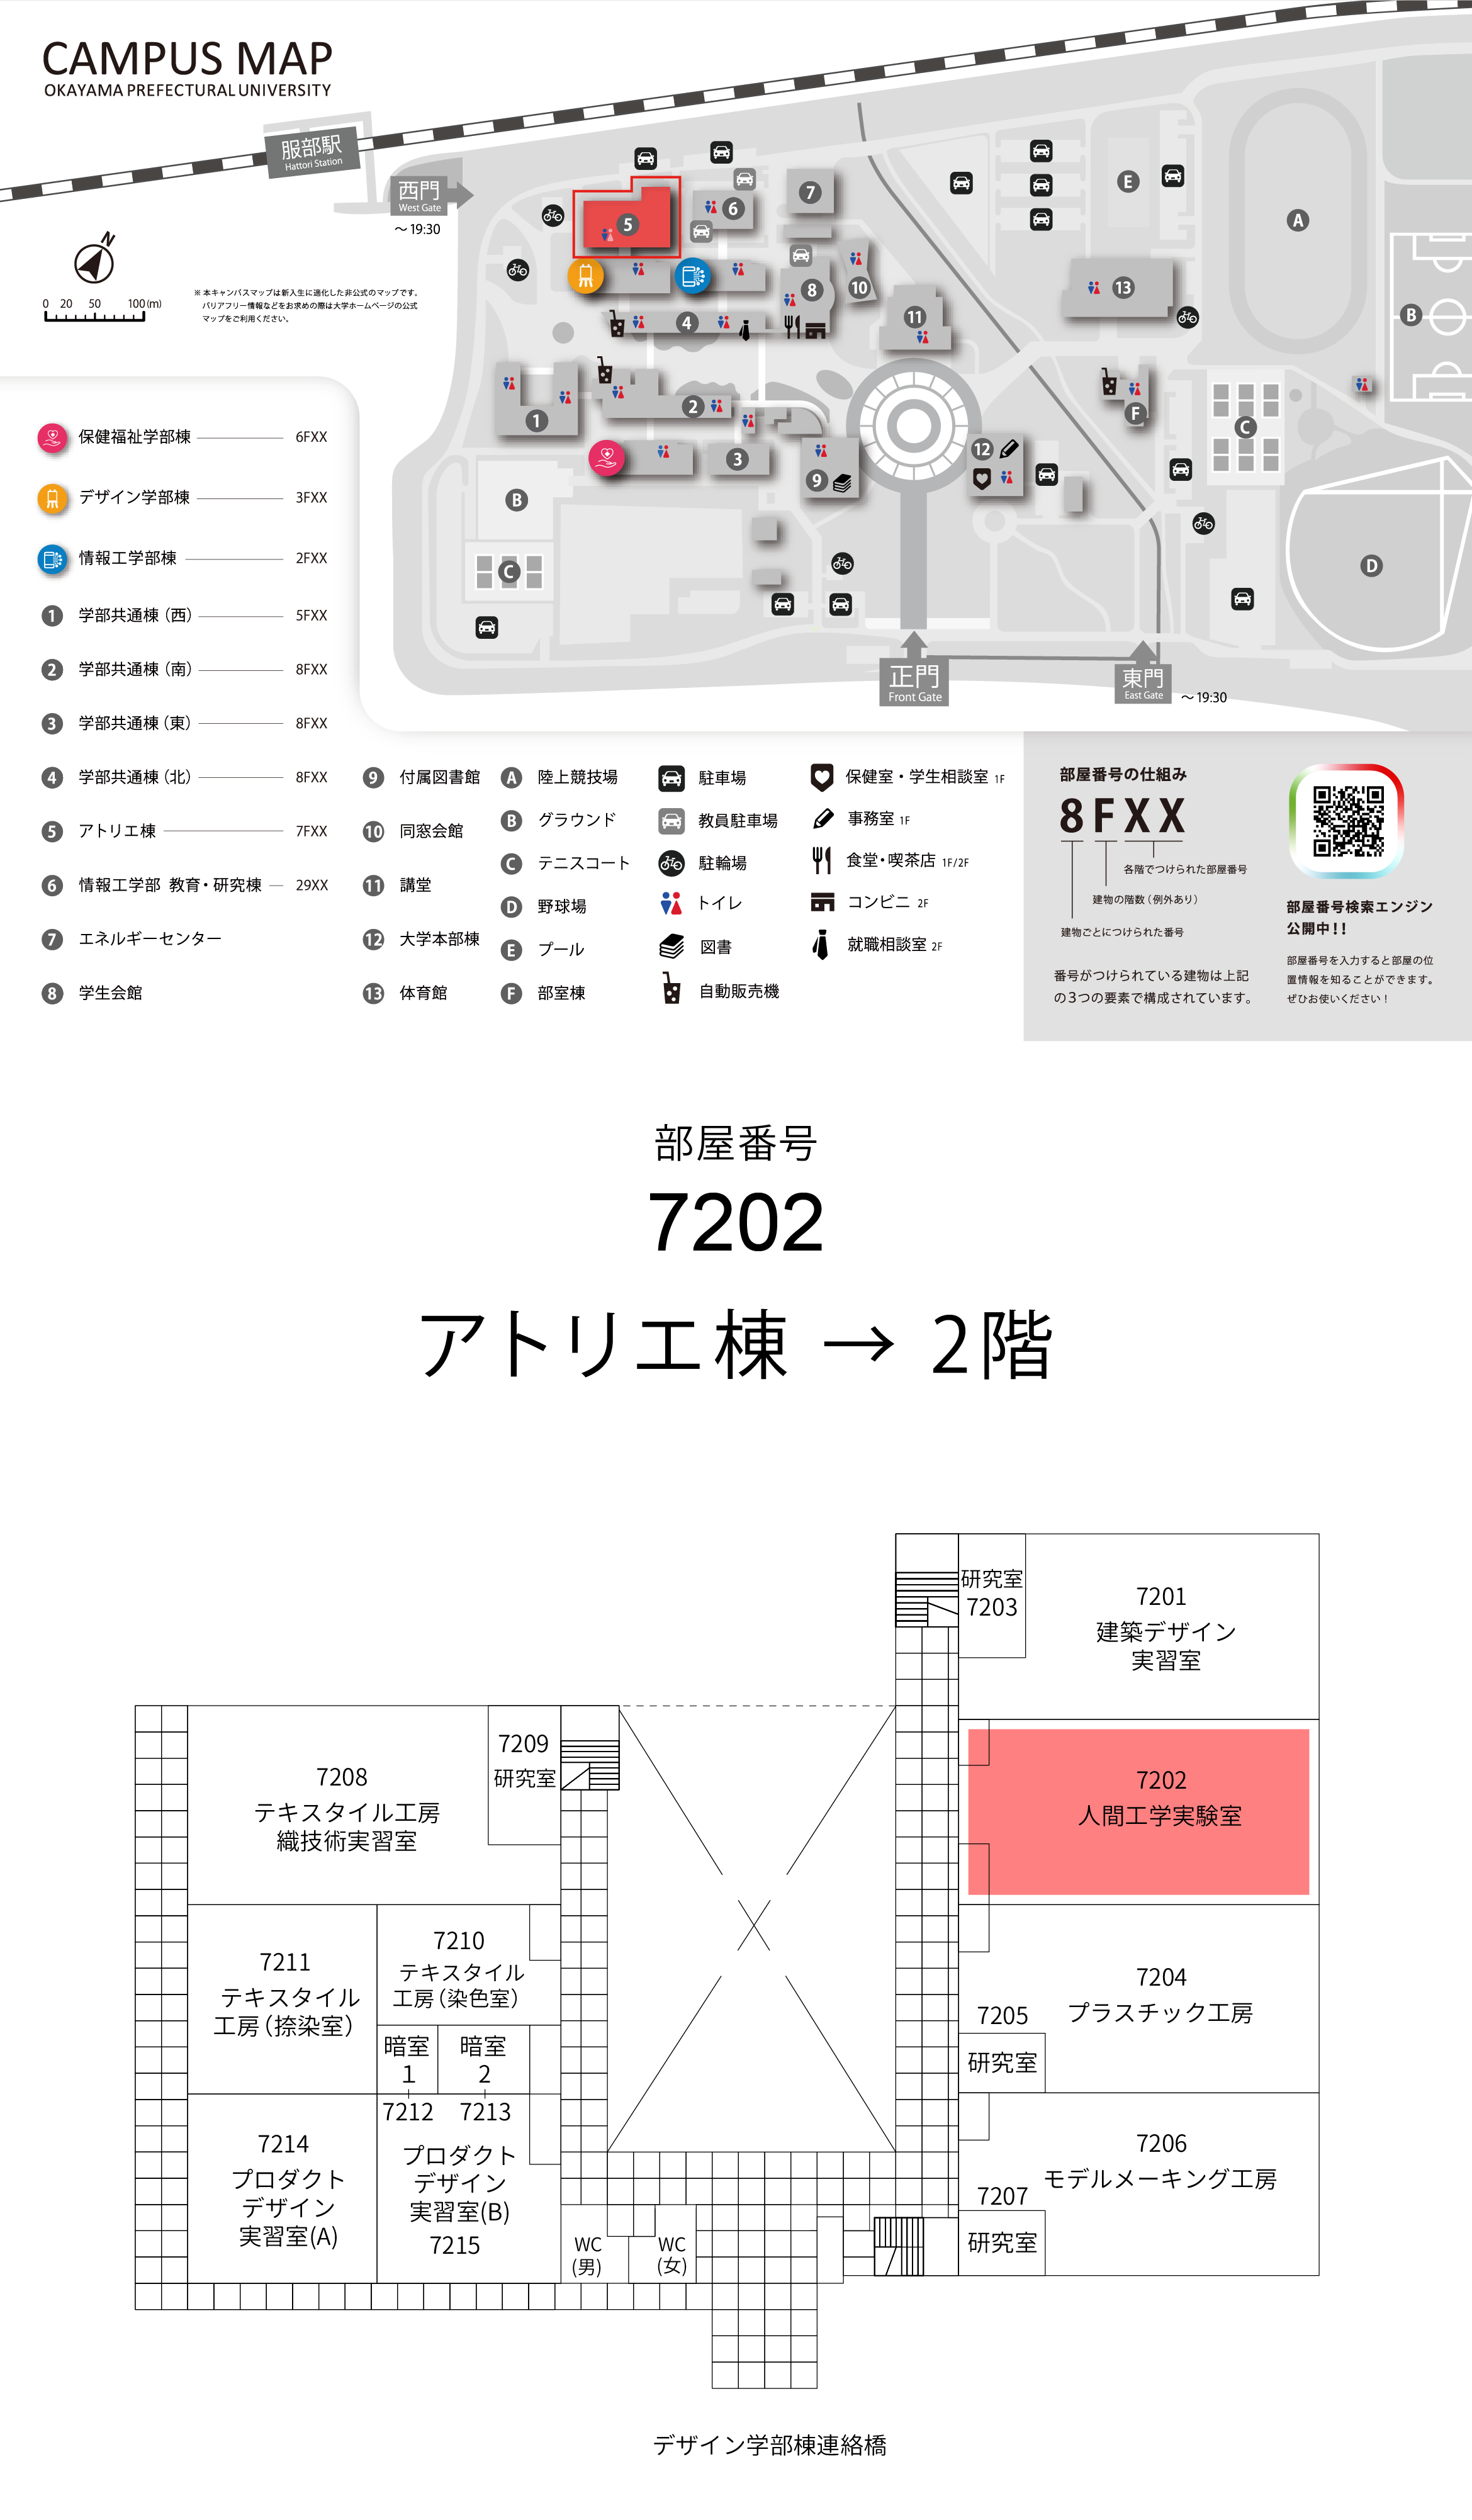 CAMPUS MAP
OKAYAMA PREFECTURAL UNIVERSITY
服部駅
Hattori Station
西門
West Gate
～19:30
N
0 20 50 100(m)
※本キャンパスマップは新入生に適化した非公式のマップです。
バリアフリー情報などをお求めの際は大学ホームページの公式
マップをご利用ください。
5
6
7
8
10
4
11
13
1
2
3
9
12
A
B
C
D
E
F
B
C
正門
Front Gate
東門
East Gate
～19:30
保健福祉学部棟 6FXX
デザイン学部棟 3FXX
情報工学部棟 2FXX
1 学部共通棟（西） 5FXX
2 学部共通棟（南） 8FXX
3 学部共通棟（東） 8FXX
4 学部共通棟（北） 8FXX
5 アトリエ棟 7FXX
6 情報工学部 教育・研究棟 29XX
7 エネルギーセンター
8 学生会館
9 付属図書館
10 同窓会館
11 講堂
12 大学本部棟
13 体育館
A 陸上競技場
B グラウンド
C テニスコート
D 野球場
E プール
F 部室棟
駐車場
教員駐車場
駐輪場
トイレ
図書
自動販売機
保健室・学生相談室 1F
事務室 1F
食堂・喫茶店 1F/2F
コンビニ 2F
就職相談室 2F
部屋番号の仕組み
8FXX
各階でつけられた部屋番号
建物の階数（例外あり）
建物ごとにつけられた番号
番号がつけられている建物は上記
の３つの要素で構成されています。
部屋番号検索エンジン
公開中！！
部屋番号を入力すると部屋の位
置情報を知ることができます。
ぜひお使いください！
部屋番号
7202
アトリエ棟 → 2階
研究室
7203
7201
建築デザイン
実習室
7202
人間工学実験室
7204
プラスチック工房
7205
研究室
7206
モデルメーキング工房
7207
研究室
7208
テキスタイル工房
織技術実習室
7209
研究室
7210
テキスタイル
工房（染色室）
7211
テキスタイル
工房（捺染室）
暗室
1
暗室
2
7212
7213
7214
プロダクト
デザイン
実習室(A)
プロダクト
デザイン
実習室(B)
7215
WC
(男)
WC
(女)
デザイン学部棟連絡橋